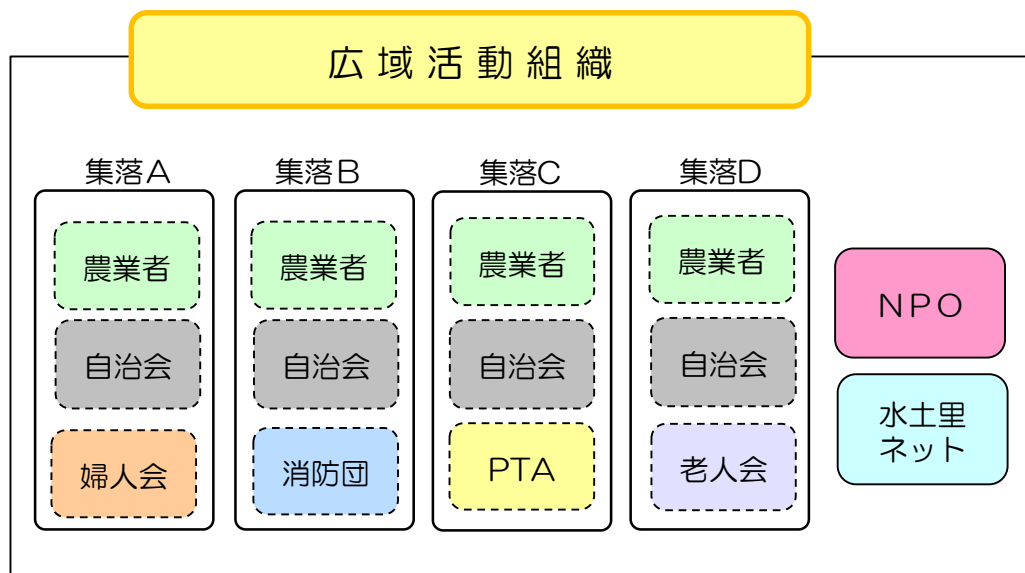 広域活動組織
集落A
集落B
集落C
集落D
農業者
農業者
農業者
農業者
自治会
自治会
自治会
自治会
婦人会
消防団
PTA
老人会
NPO
水土里
ネット